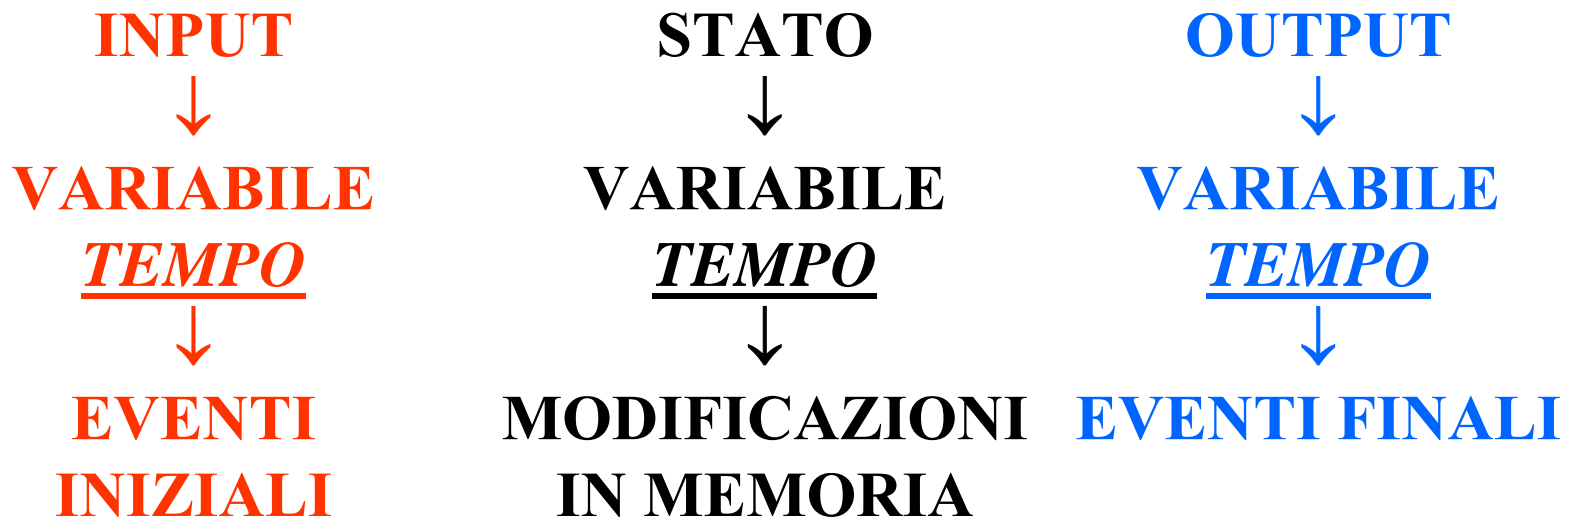 INPUT
↓
VARIABILE
TEMPO
↓
EVENTI
INIZIALI
STATO
↓
VARIABILE
TEMPO
↓
MODIFICAZIONI
IN MEMORIA
OUTPUT
↓
VARIABILE
TEMPO
↓
EVENTI FINALI